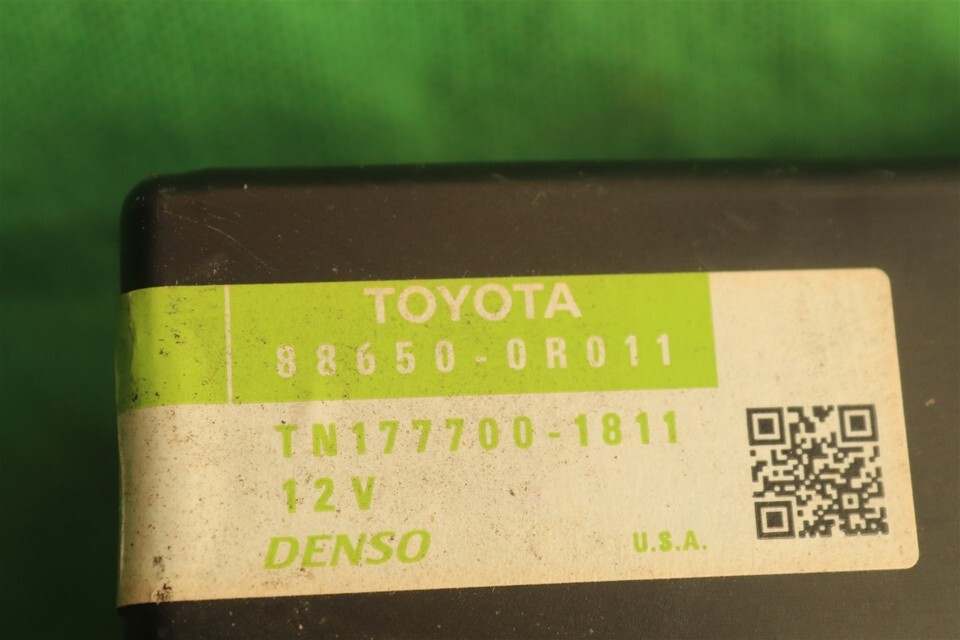 TOYOTA
88650-0R011
TN177700-1811
12V
DENSO
U.S.A.